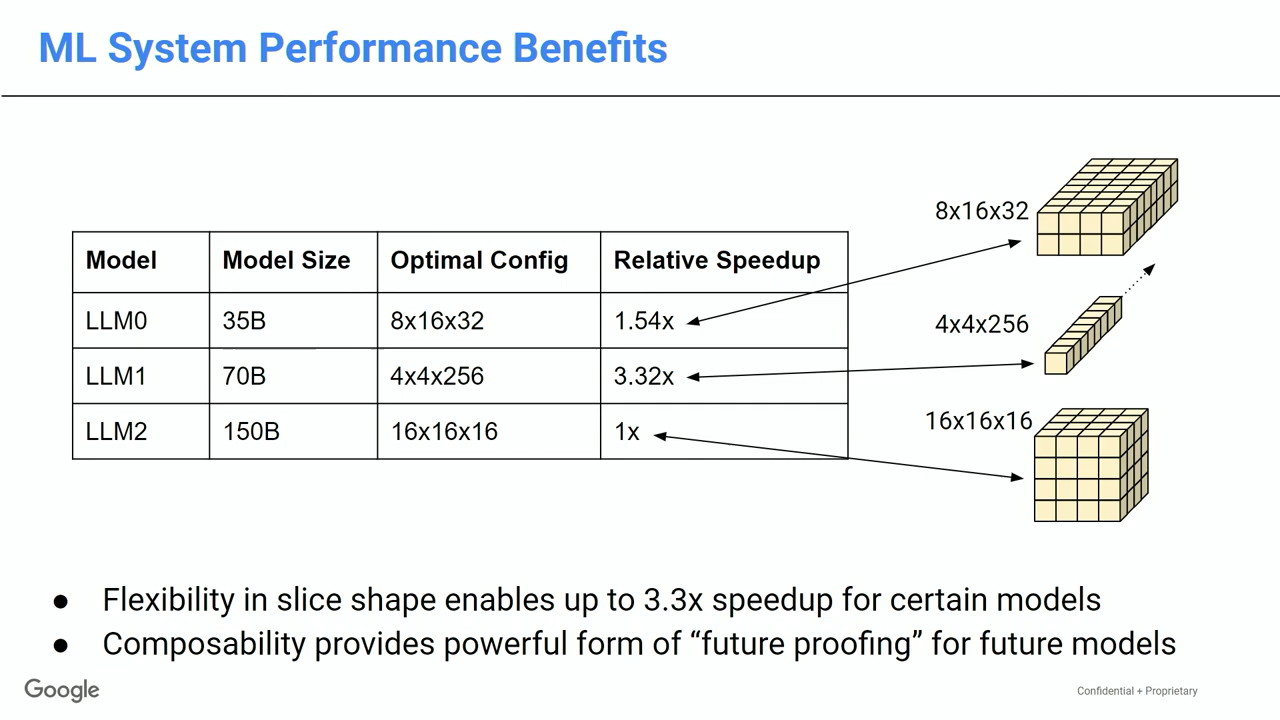 ML System Performance Benefits
8x16x32
Model Model Size Optimal Config Relative Speedup
LLM0 35B 8x16x32 1.54x
4x4x256
LLM1 70B 4x4x256 3.32x
16x16x16
LLM2 150B 16x16x16 1x
● Flexibility in slice shape enables up to 3.3x speedup for certain models
● Composability provides powerful form of “future proofing” for future models
Google
Confidential + Proprietary